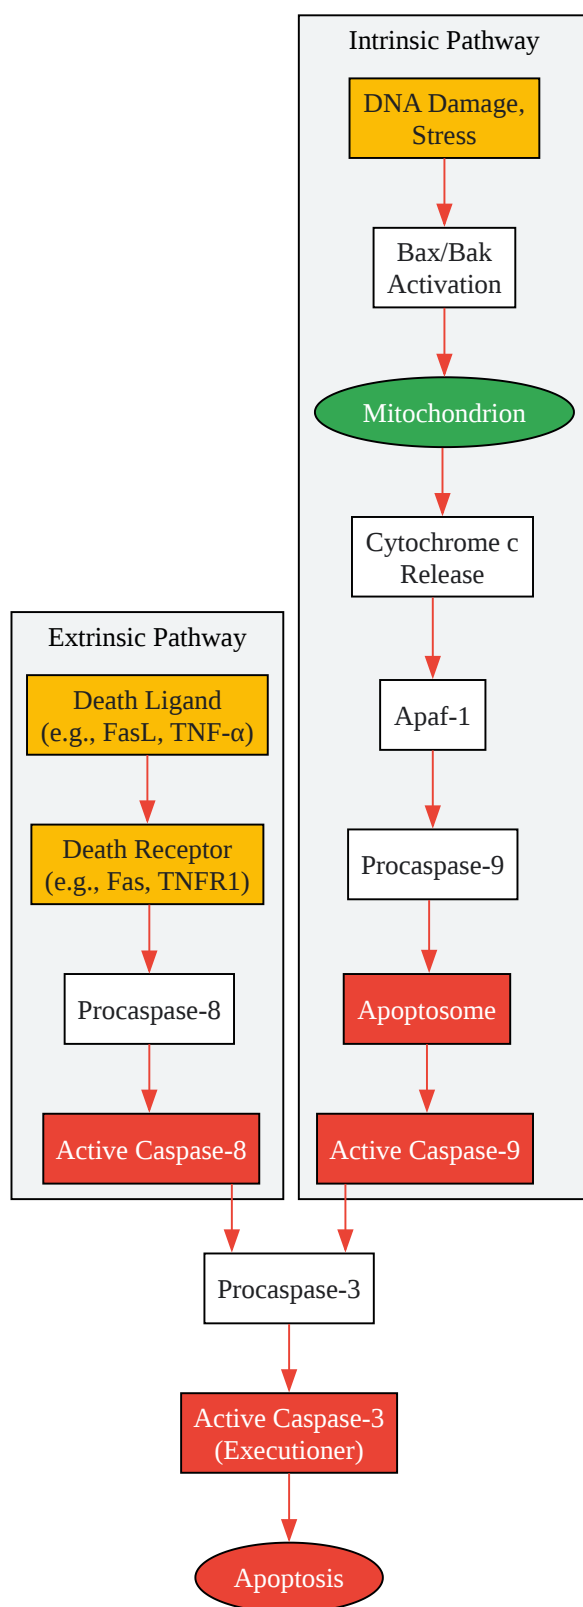 Intrinsic Pathway
DNA Damage,
Stress
Bax/Bak
Activation
Mitochondrion
Cytochrome c
Release
Apaf-1
Procaspase-9
Apoptosome
Active Caspase-9
Extrinsic Pathway
Death Ligand
(e.g., FasL, TNF-α)
Death Receptor
(e.g., Fas, TNFR1)
Procaspase-8
Active Caspase-8
Procaspase-3
Active Caspase-3
(Executioner)
Apoptosis